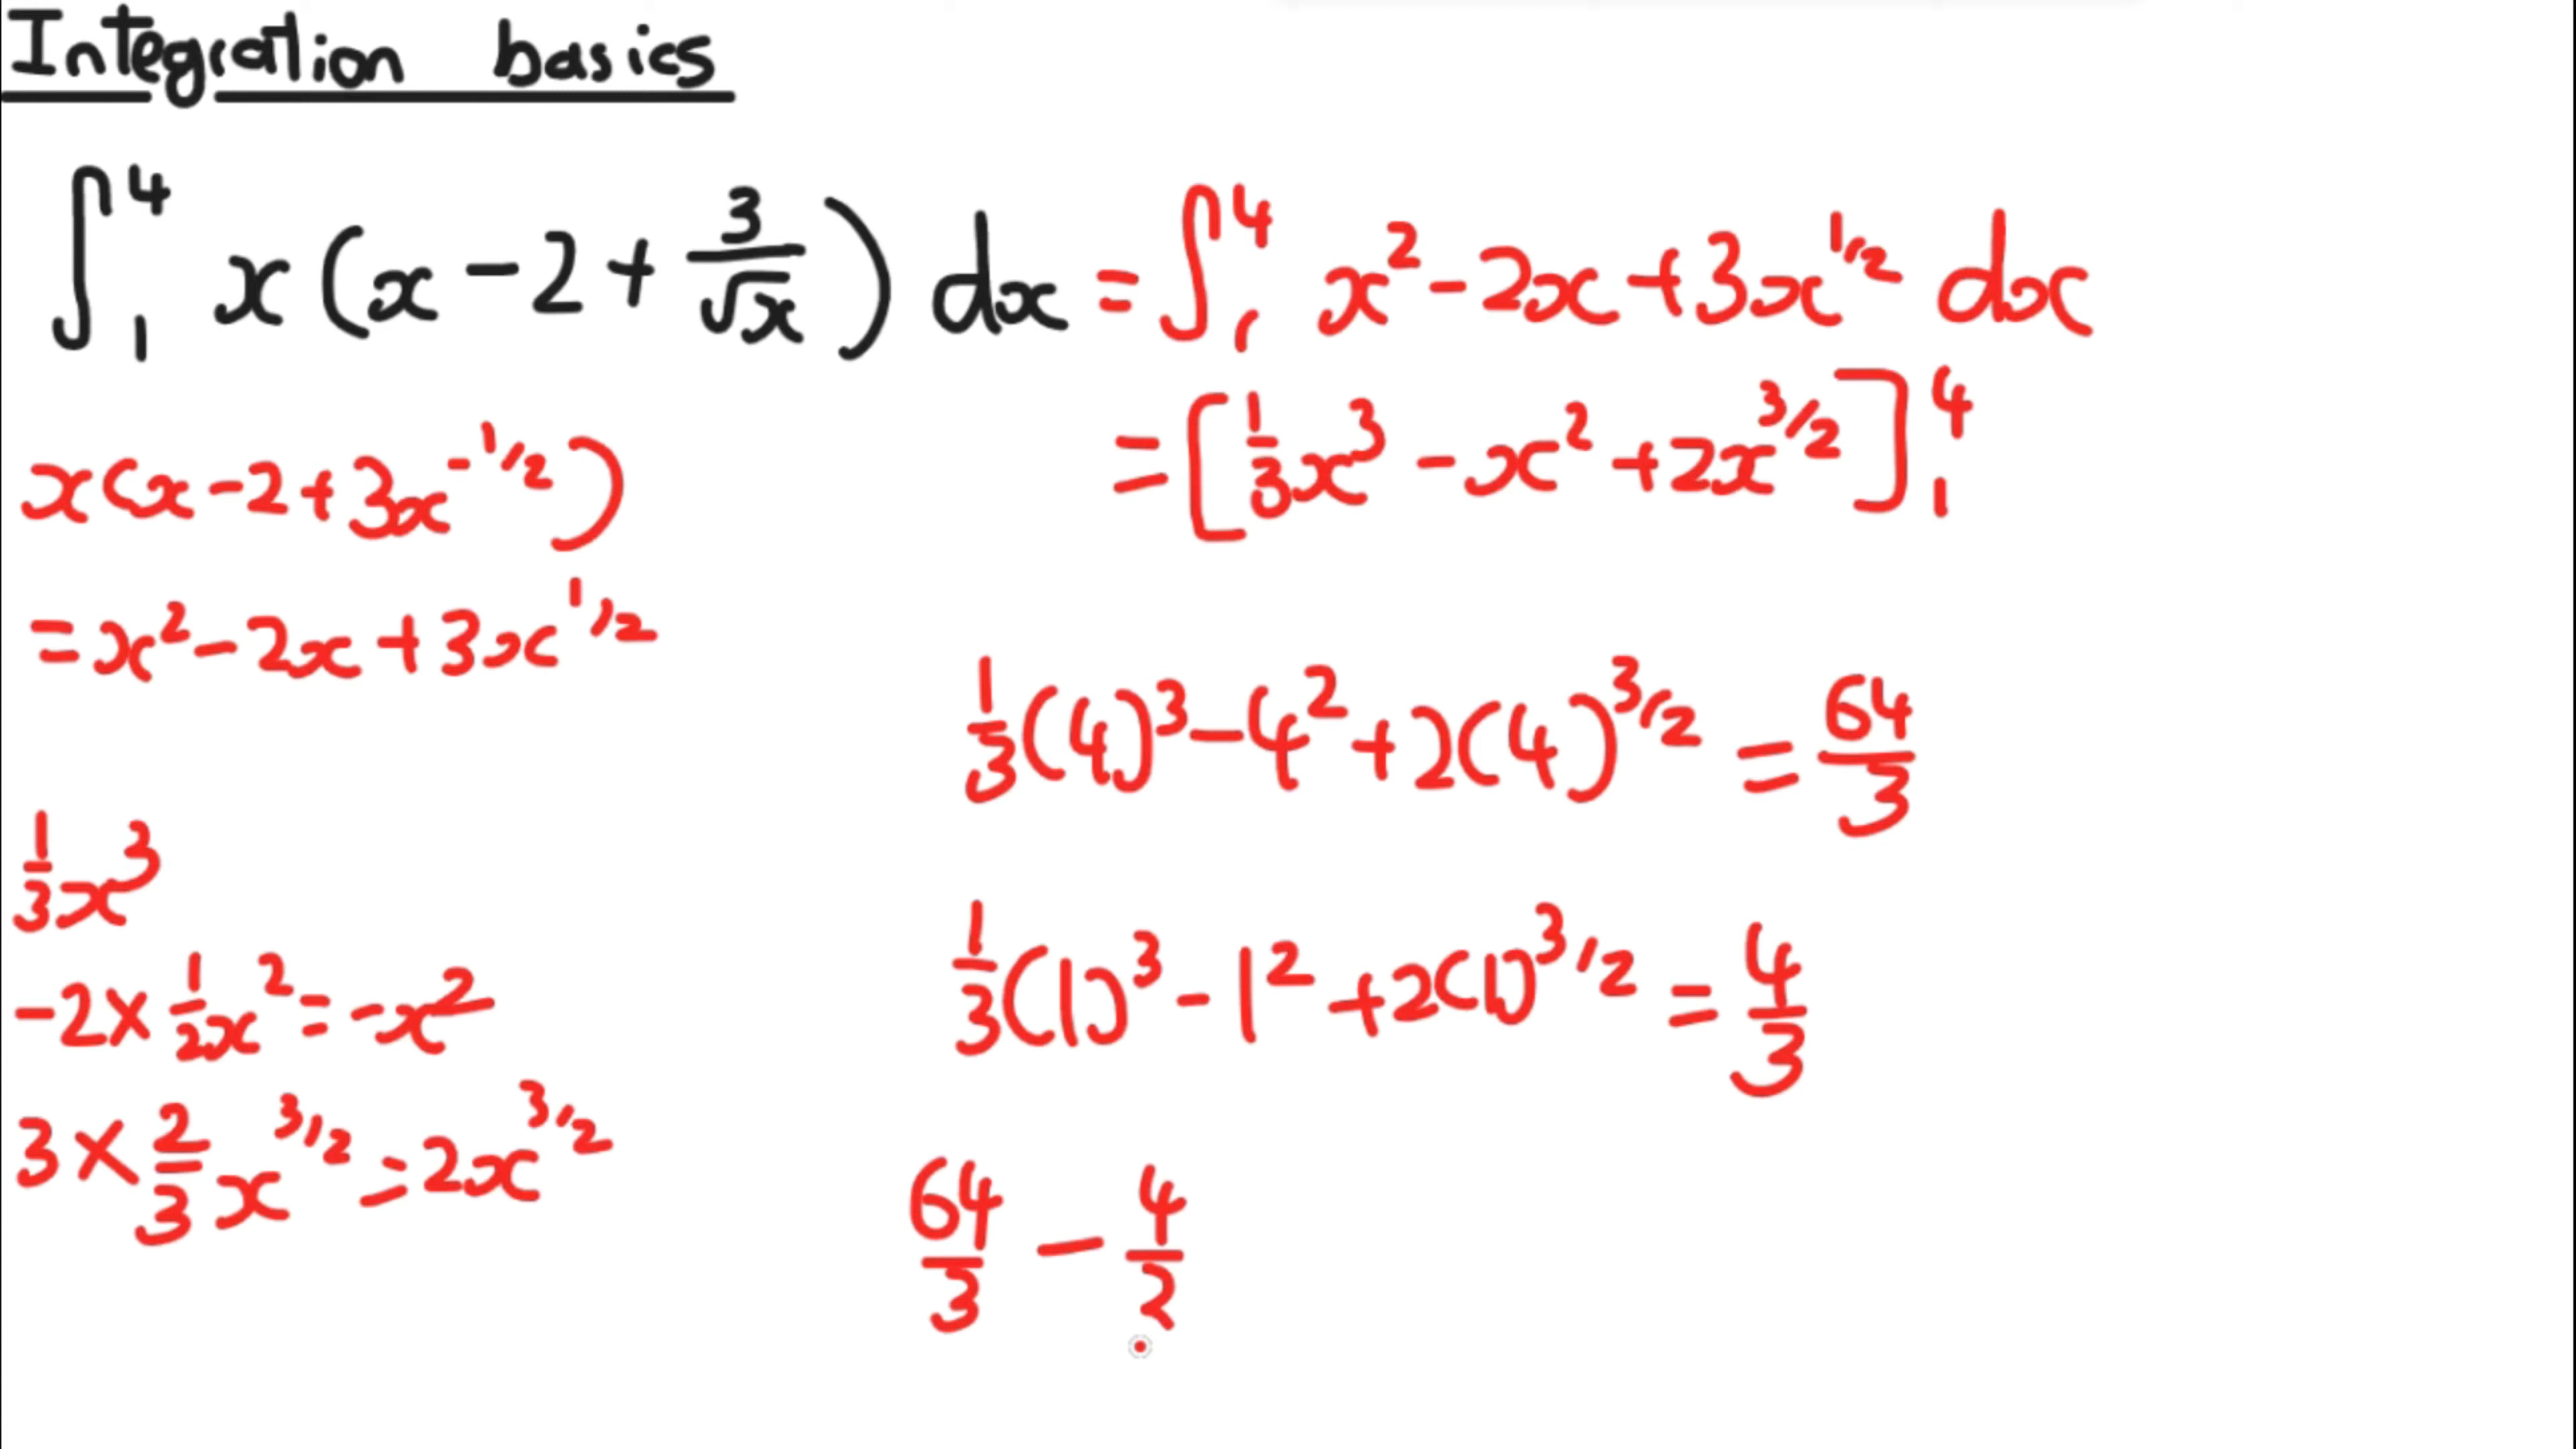 Integration basics
∫₁⁴ x(x − 2 + 3/√x) dx = ∫₁⁴ x² − 2x + 3x^1/2 dx
= [1/3 x³ − x² + 2x^3/2]₁⁴
x(x − 2 + 3x^-1/2)
= x² − 2x + 3x^1/2
1/3 x³
−2 × 1/2 x² = −x²
3 × 2/3 x^3/2 = 2x^3/2
1/3 (4)³ − 4² + 2(4)^3/2 = 64/3
1/3 (1)³ − 1² + 2(1)^3/2 = 4/3
64/3 − 4/2